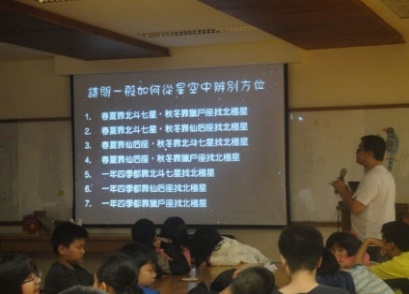 請問一般如何從星空中辨別方位
1. 春夏靠北斗七星，秋冬靠獵戶座找北極星
2. 春夏靠北斗七星，秋冬靠仙后座找北極星
3. 春夏靠仙后座，秋冬靠北斗七星找北極星
4. 春夏靠仙后座，秋冬靠獵戶座找北極星
5. 一年四季都靠北斗七星找北極星
6. 一年四季都靠仙后座找北極星
7. 一年四季都靠獵戶座找北極星